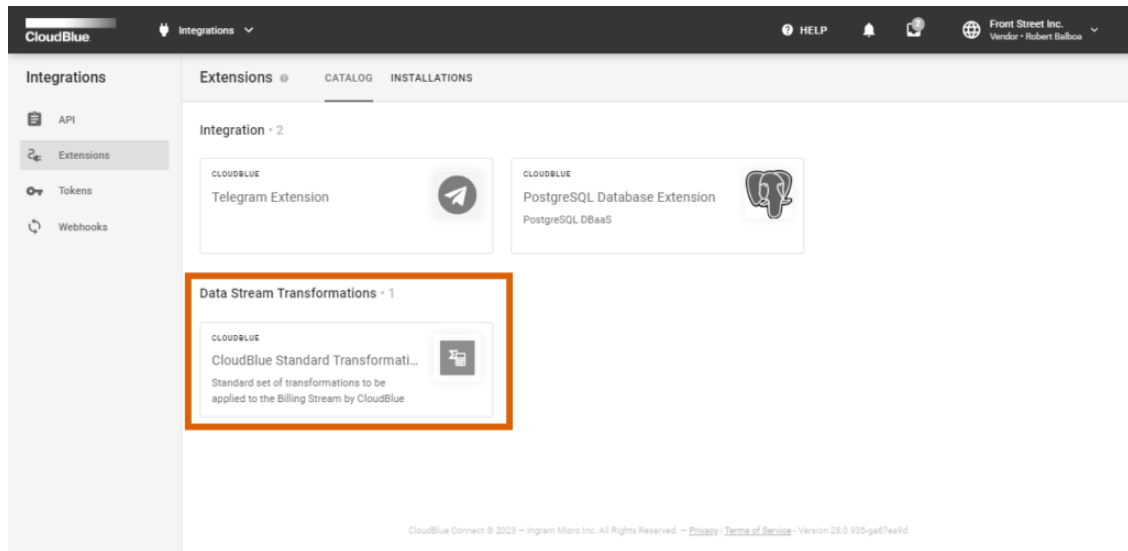 CloudBlue
Integrations
HELP
2
Front Street Inc.
Vendor • Robert Balboa
Integrations
API
Extensions
Tokens
Webhooks
Extensions
CATALOG
INSTALLATIONS
Integration • 2
CLOUDBLUE
Telegram Extension
CLOUDBLUE
PostgreSQL Database Extension
PostgreSQL DBaaS
Data Stream Transformations • 1
CLOUDBLUE
CloudBlue Standard Transformati...
Standard set of transformations to be
applied to the Billing Stream by CloudBlue
CloudBlue Connect © 2023 — Ingram Micro Inc. All Rights Reserved. — Privacy | Terms of Service - Version 28.0.935-ga67ea9d